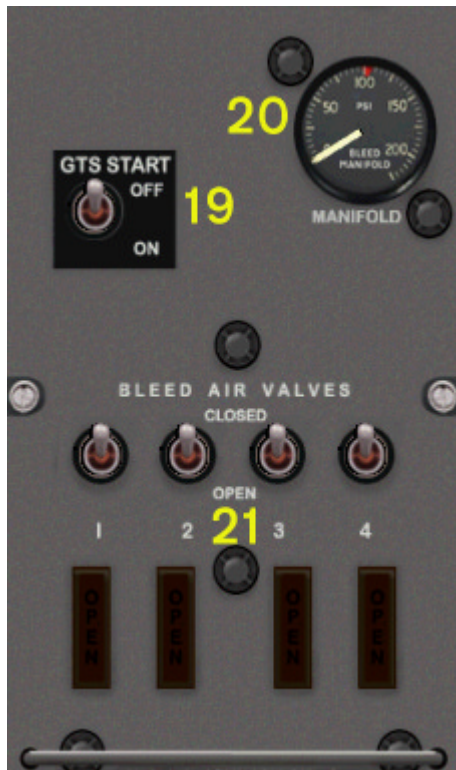 20
100
PSI
50
150
0
200
BLEED
MANIFOLD
MANIFOLD
GTS START
OFF
19
ON
BLEED AIR VALVES
CLOSED
OPEN
21
1 2 3 4
OPEN OPEN OPEN OPEN